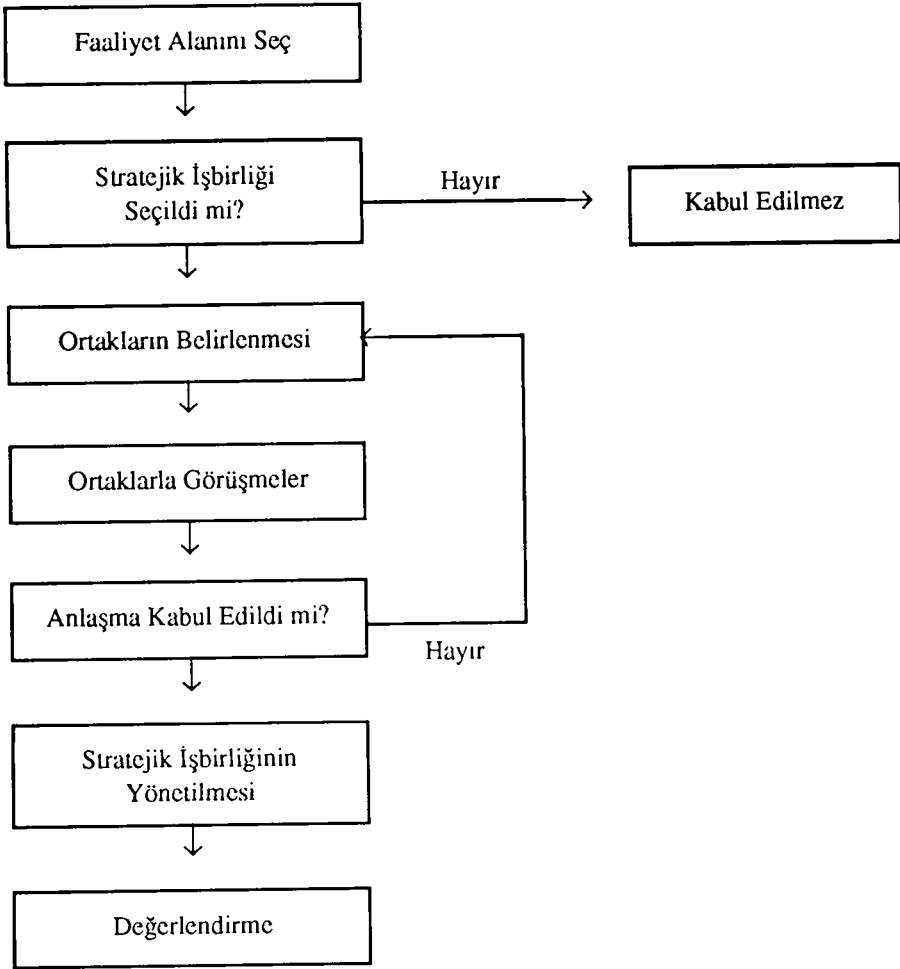 Faaliyet Alanını Seç
Stratejik İşbirliği
Seçildi mi?
Hayır
Kabul Edilmez
Ortakların Belirlenmesi
Ortaklarla Görüşmeler
Anlaşma Kabul Edildi mi?
Hayır
Stratejik İşbirliğinin
Yönetilmesi
Değerlendirme